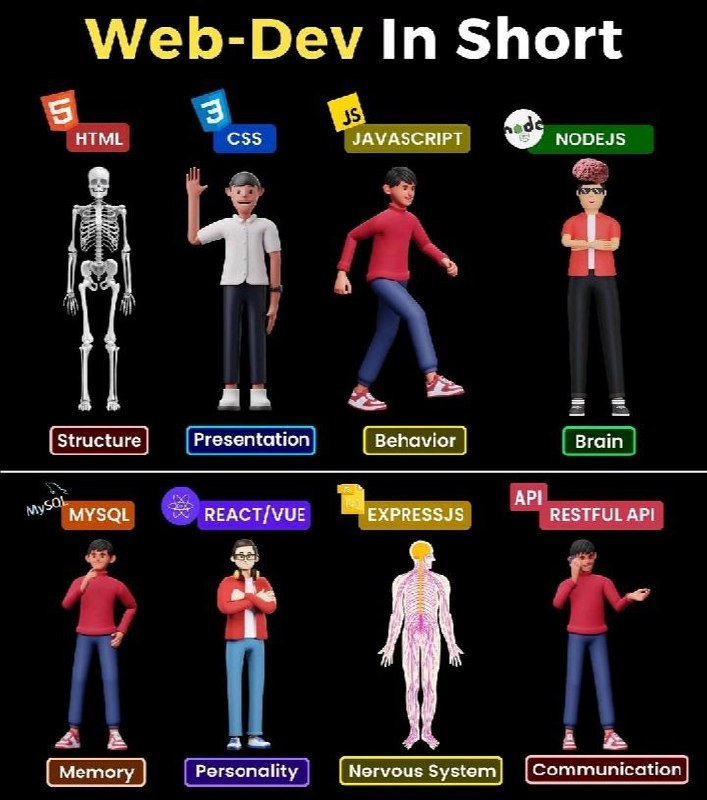 Web-Dev In Short
5
HTML
3
CSS
JS
JAVASCRIPT
node
NODEJS
Structure
Presentation
Behavior
Brain
MySQL
MYSQL
REACT/VUE
EXPRESSJS
API
RESTFUL API
Memory
Personality
Nervous System
Communication